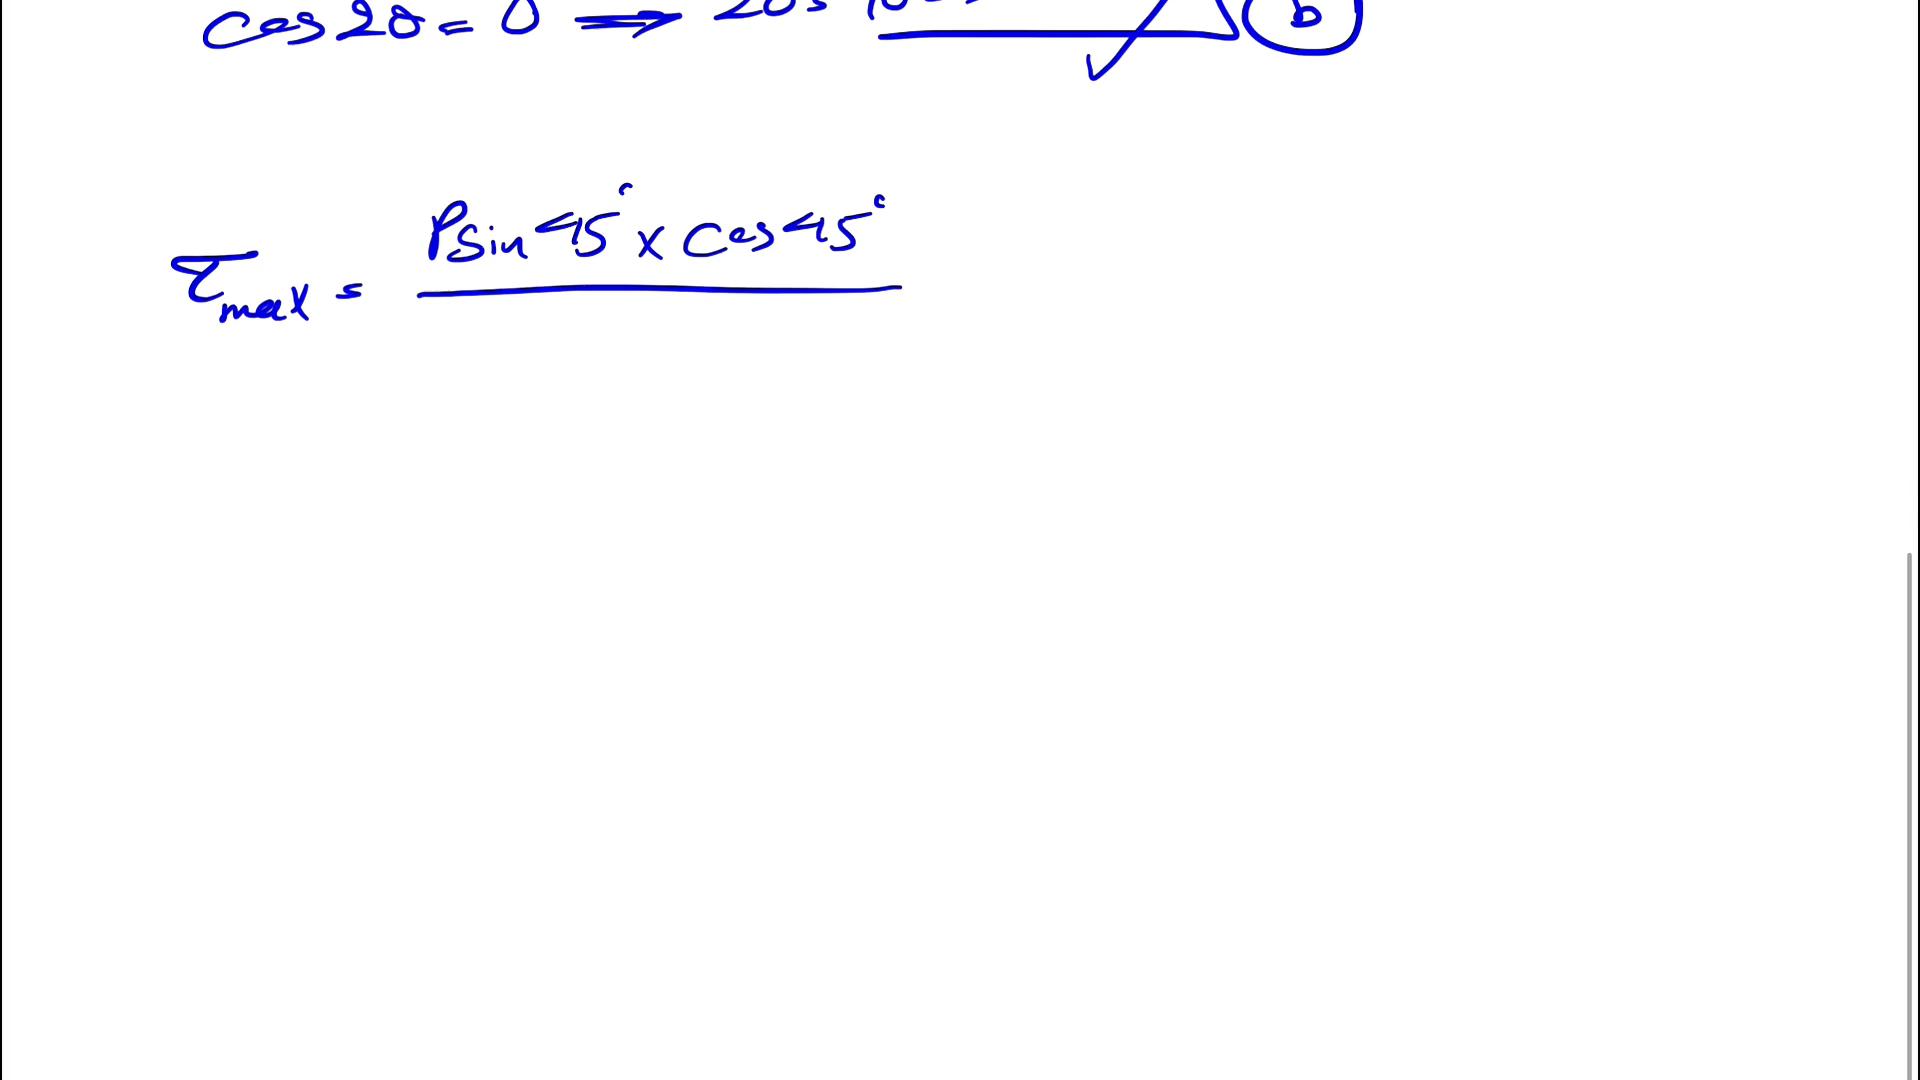 cos 2θ = 0 ⟹ b
τmax = P sin 45° x cos 45°